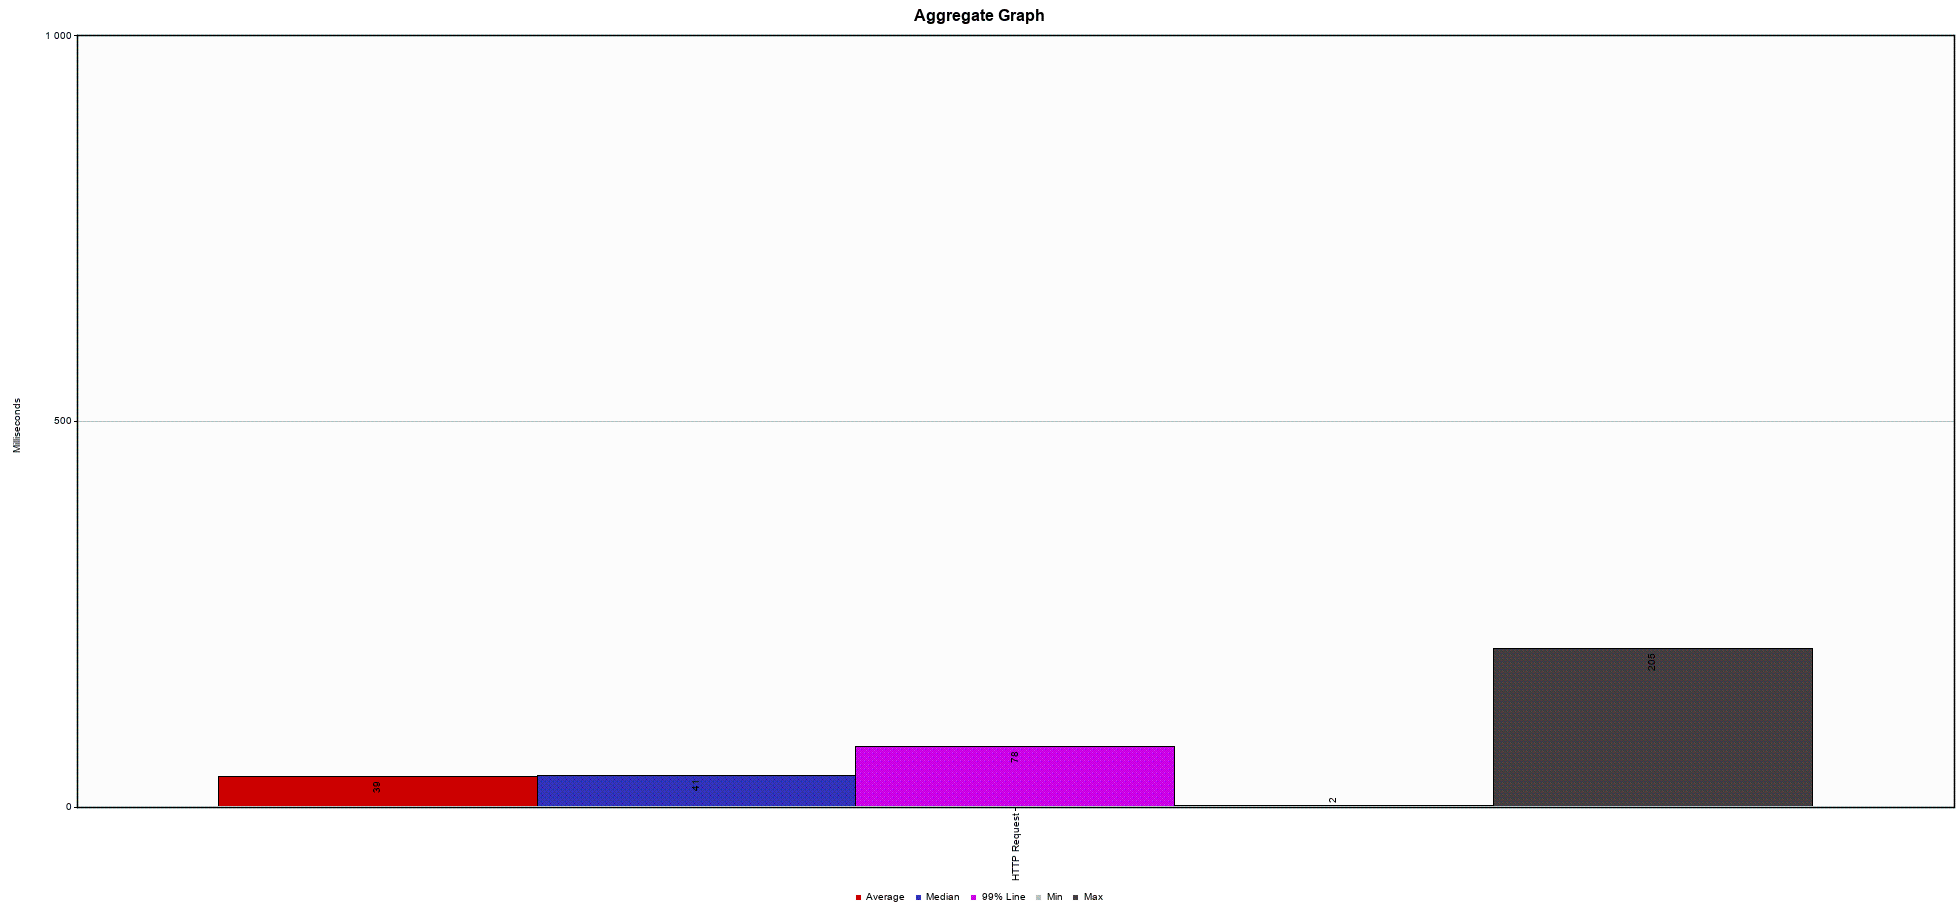 Aggregate Graph
1 000
500
0
Milliseconds
39
41
78
2
206
HTTP Request
Average Median 99% Line Min Max